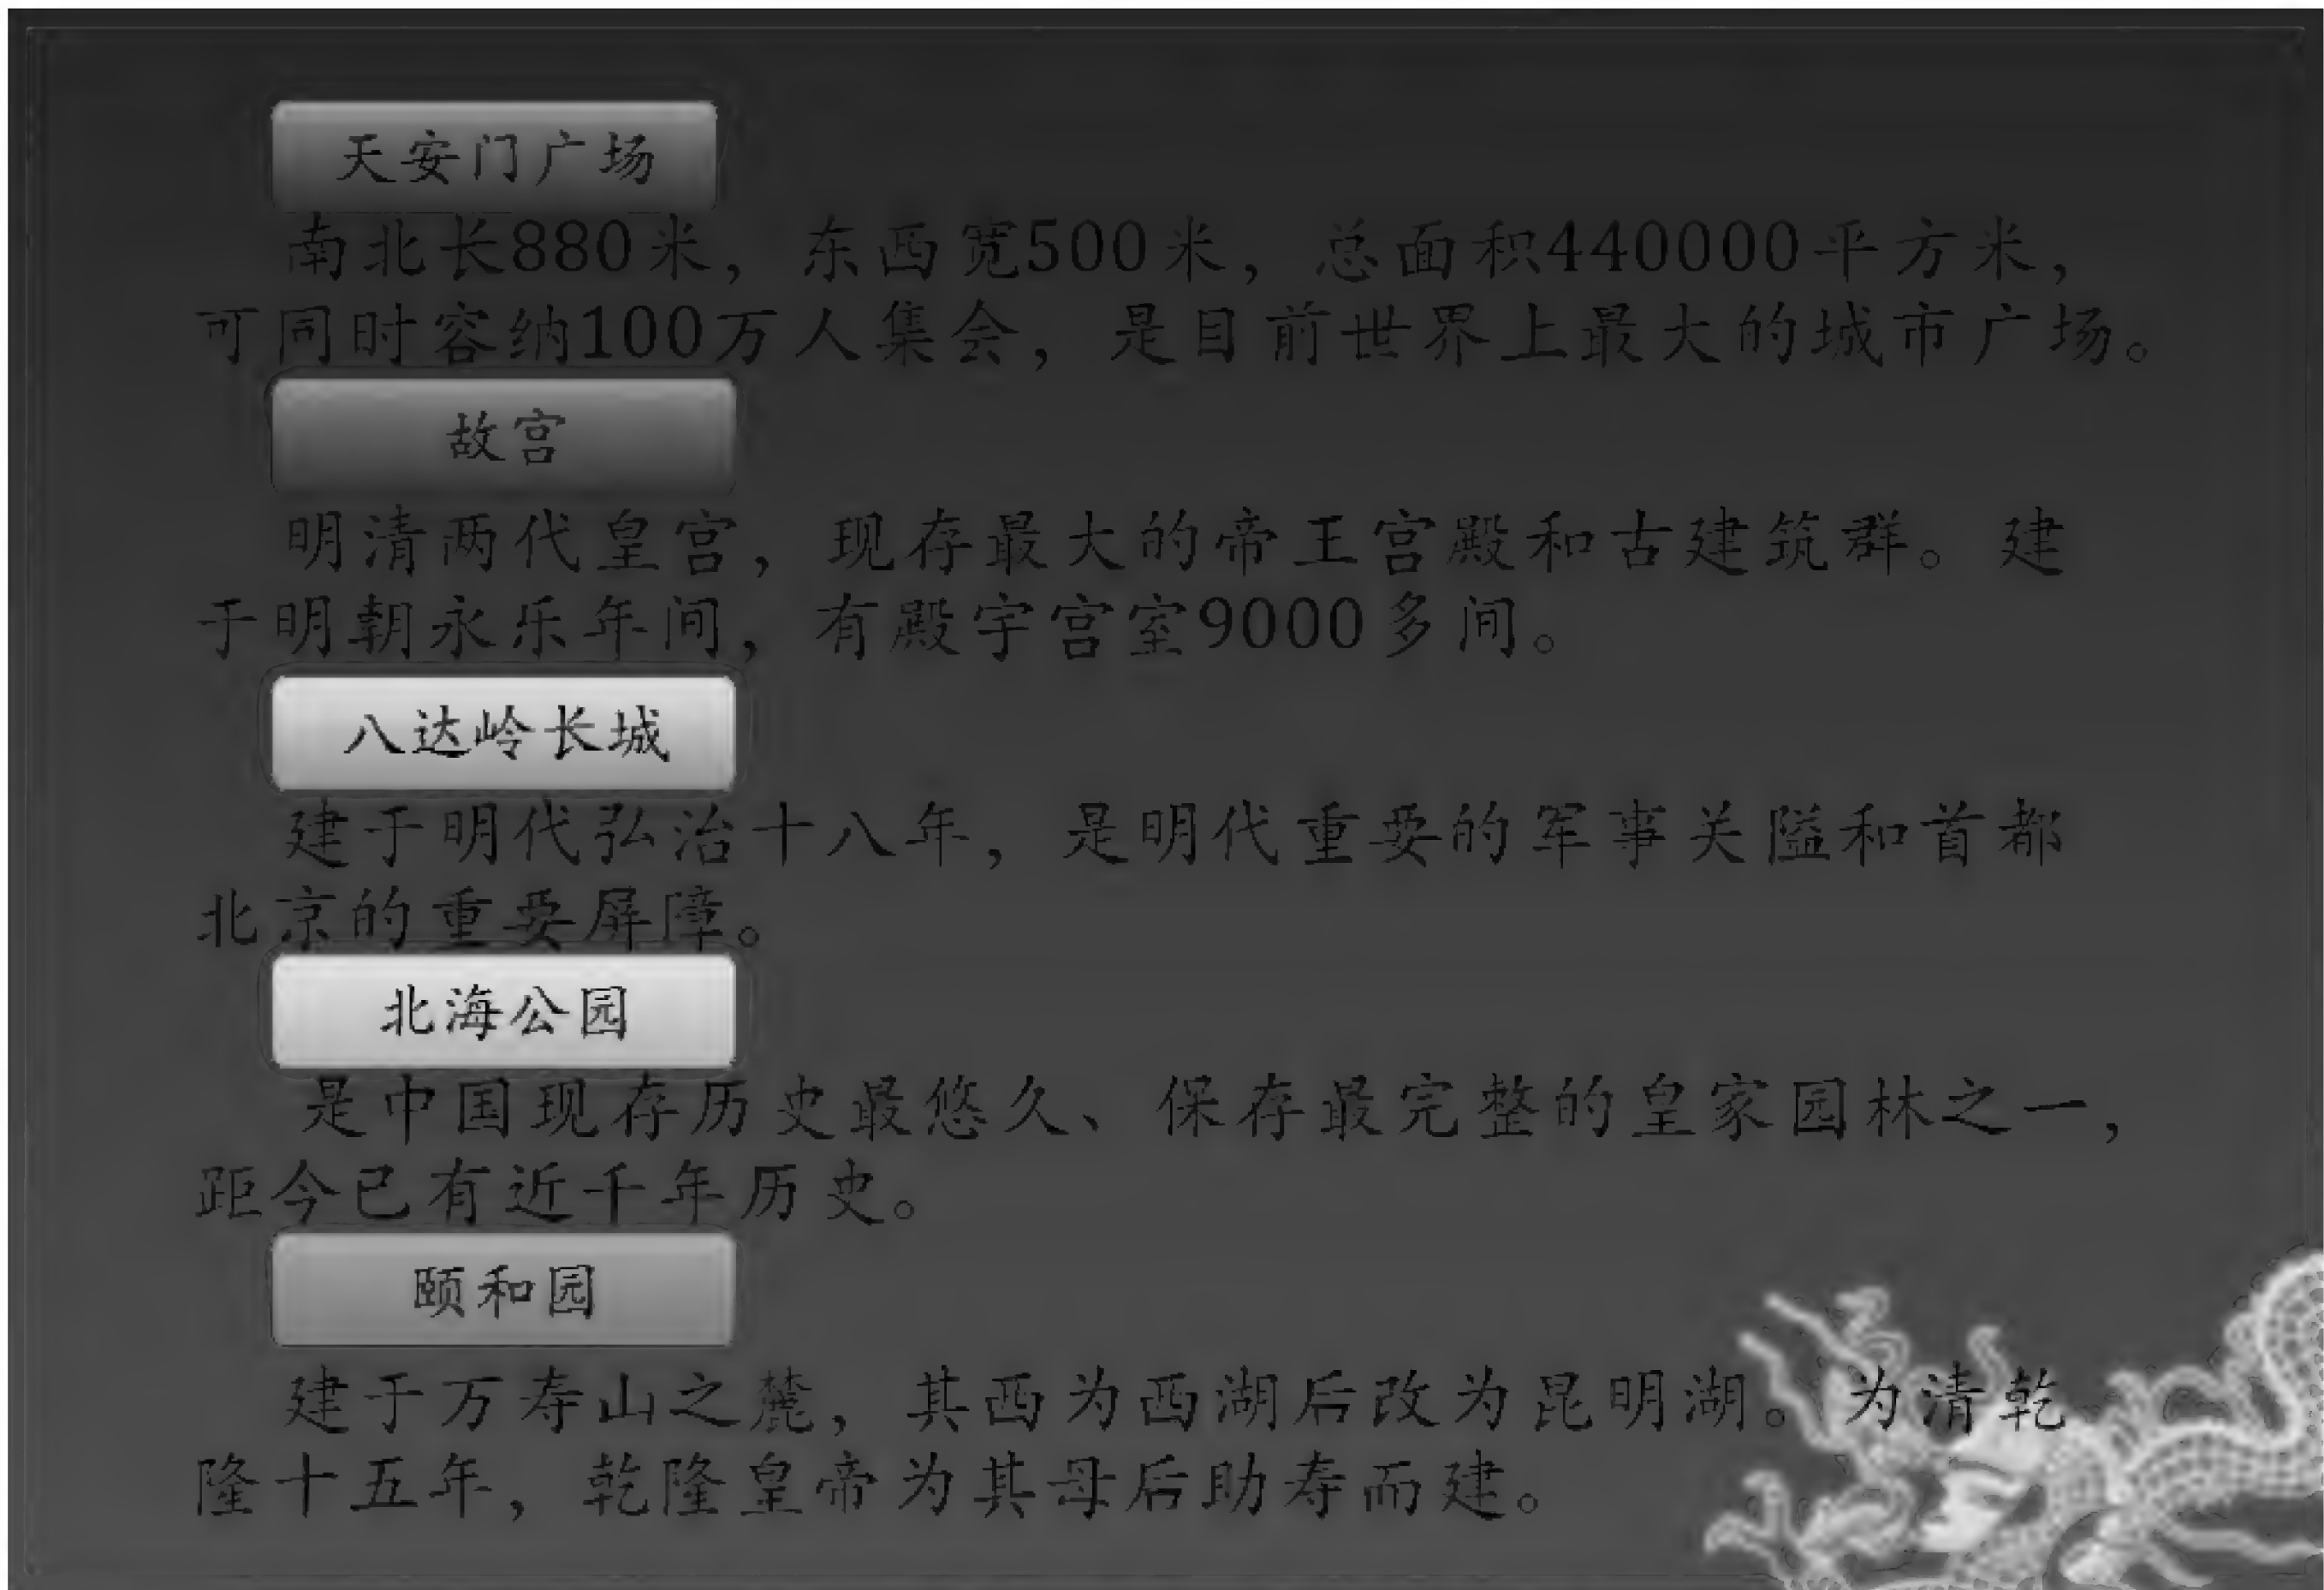 天安门广场
南北长880米，东西宽500米，总面积440000平方米，
可同时容纳100万人集会，是目前世界上最大的城市广场。
故宫
明清两代皇宫，现存最大的帝王宫殿和古建筑群。建
于明朝永乐年间，有殿宇宫室9000多间。
八达岭长城
建于明代弘治十八年，是明代重要的军事关隘和首都
北京的重要屏障。
北海公园
是中国现存历史最悠久、保存最完整的皇家园林之一，
距今已有近千年历史。
颐和园
建于万寿山之麓，其西为西湖后改为昆明湖。为清乾
隆十五年，乾隆皇帝为其母后助寿而建。